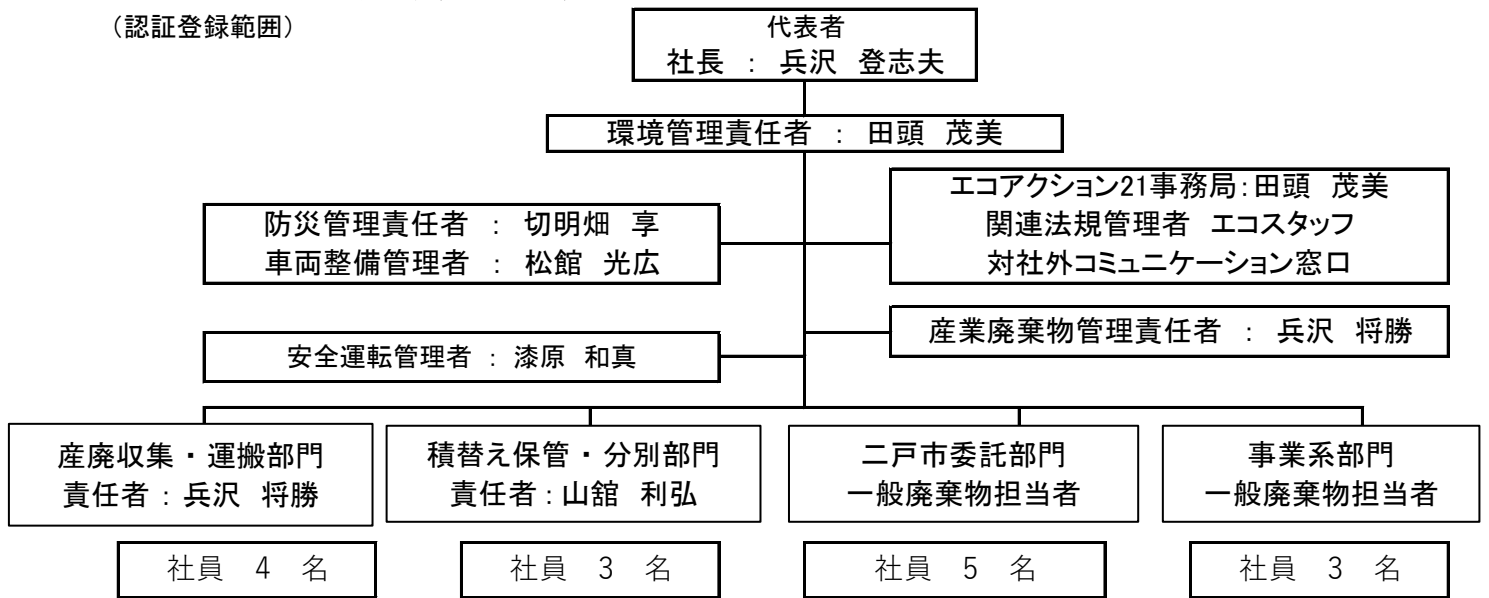 （認証登録範囲）
代表者
社長　：　兵沢　登志夫
環境管理責任者　：　田頭　茂美
防災管理責任者　：　切明畑　享
車両整備管理者　：　松館　光広
エコアクション21事務局：田頭　茂美
関連法規管理者　エコスタッフ
対社外コミュニケーション窓口
産業廃棄物管理責任者　：　兵沢　将勝
安全運転管理者　：　漆原　和真
産廃収集・運搬部門
責任者：兵沢　将勝
積替え保管・分別部門
責任者：山舘　利弘
二戸市委託部門
一般廃棄物担当者
事業系部門
一般廃棄物担当者
社員　4　名
社員　3　名
社員　5　名
社員　3　名